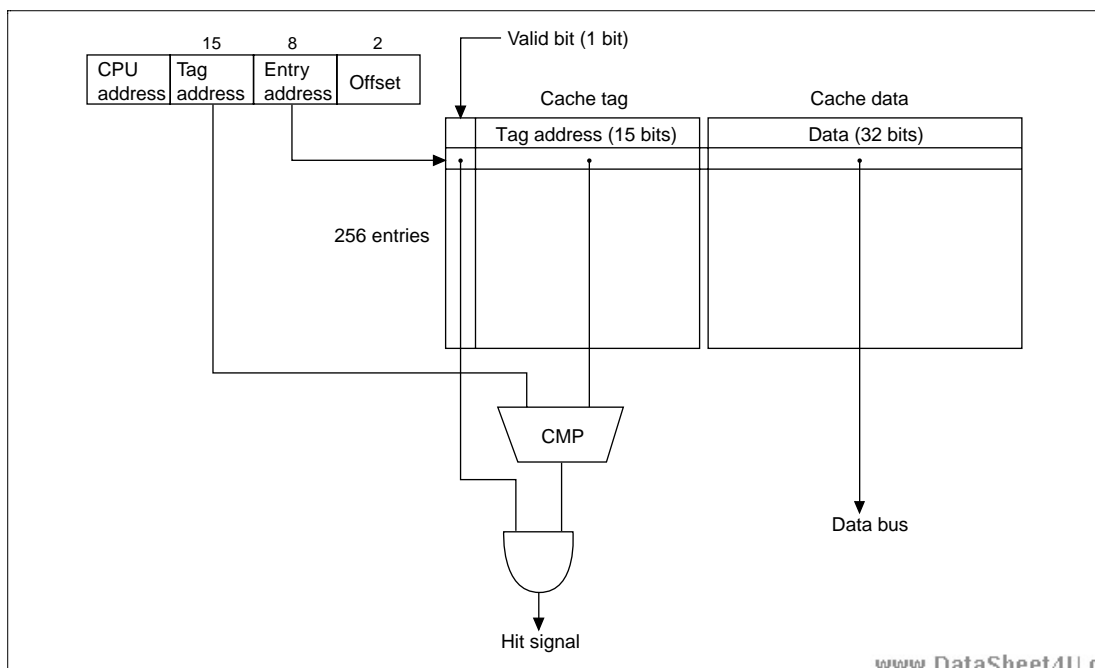 15 8 2
CPU address
Tag address
Entry address
Offset
Valid bit (1 bit)
Cache tag
Cache data
Tag address (15 bits)
Data (32 bits)
256 entries
CMP
Data bus
Hit signal
www.DataSheet4U.c